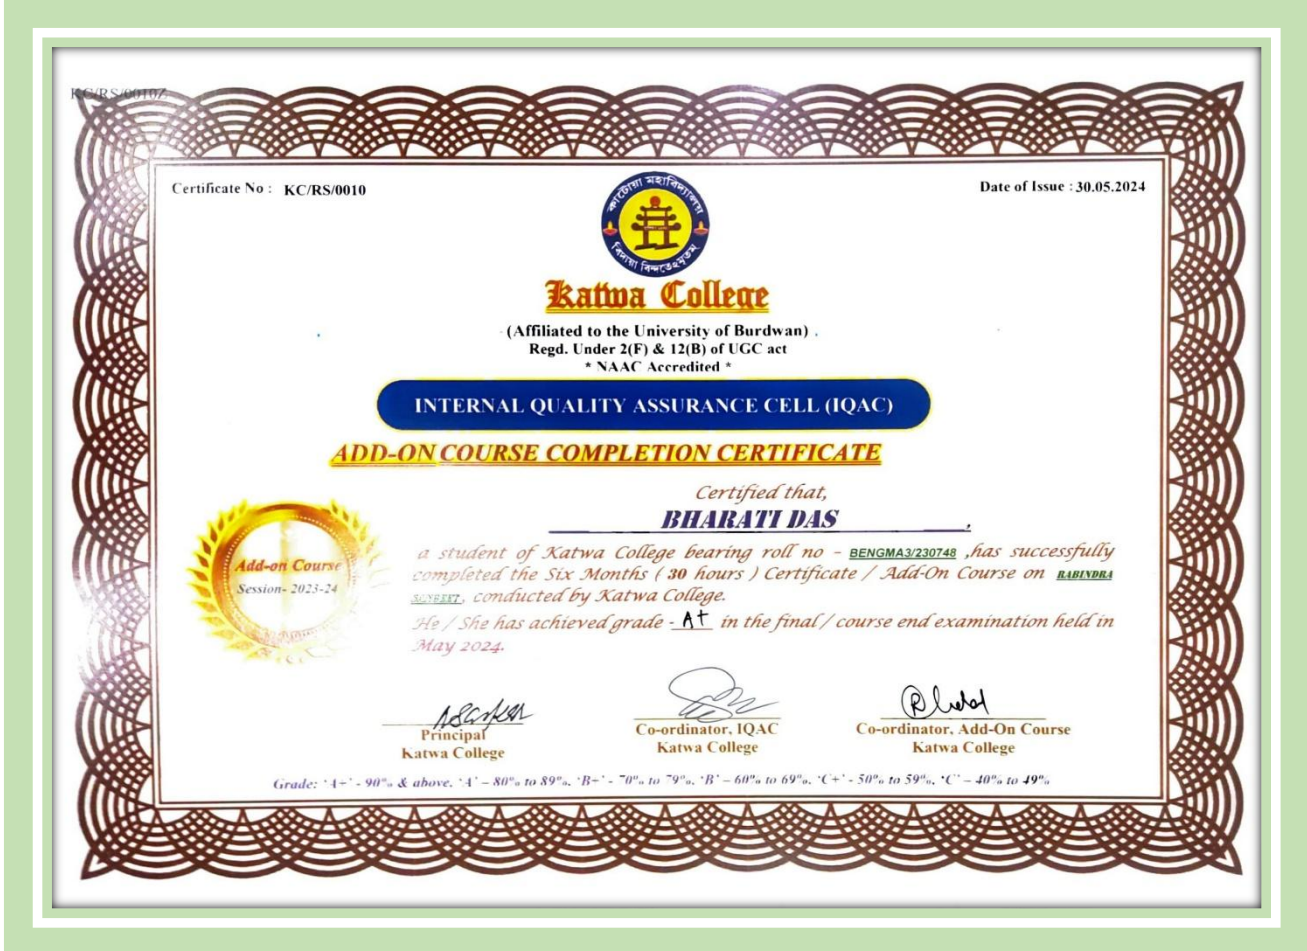 KC/RS/0010Z
Certificate No : KC/RS/0010
Date of Issue : 30.05.2024
কাটোয়া মহাবিদ্যালয়
বিদ্যয়া বিন্দতেঽমৃতম্
Katwa College
(Affiliated to the University of Burdwan)
Regd. Under 2(F) & 12(B) of UGC act
* NAAC Accredited *
INTERNAL QUALITY ASSURANCE CELL (IQAC)
ADD-ON COURSE COMPLETION CERTIFICATE
Certified that,
BHARATI DAS ,
Add-on Course
Session- 2023-24
a student of Katwa College bearing roll no - BENGMA3/230748 ,has successfully
completed the Six Months ( 30 hours ) Certificate / Add-On Course on RABINDRA
SANGEET, conducted by Katwa College.
He / She has achieved grade - A+ in the final / course end examination held in
May 2024.
Principal
Katwa College
Co-ordinator, IQAC
Katwa College
Co-ordinator, Add-On Course
Katwa College
Grade: 'A+' - 90% & above, 'A' – 80% to 89%, 'B+' - 70% to 79%, 'B' – 60% to 69%, 'C+' - 50% to 59%, 'C' – 40% to 49%